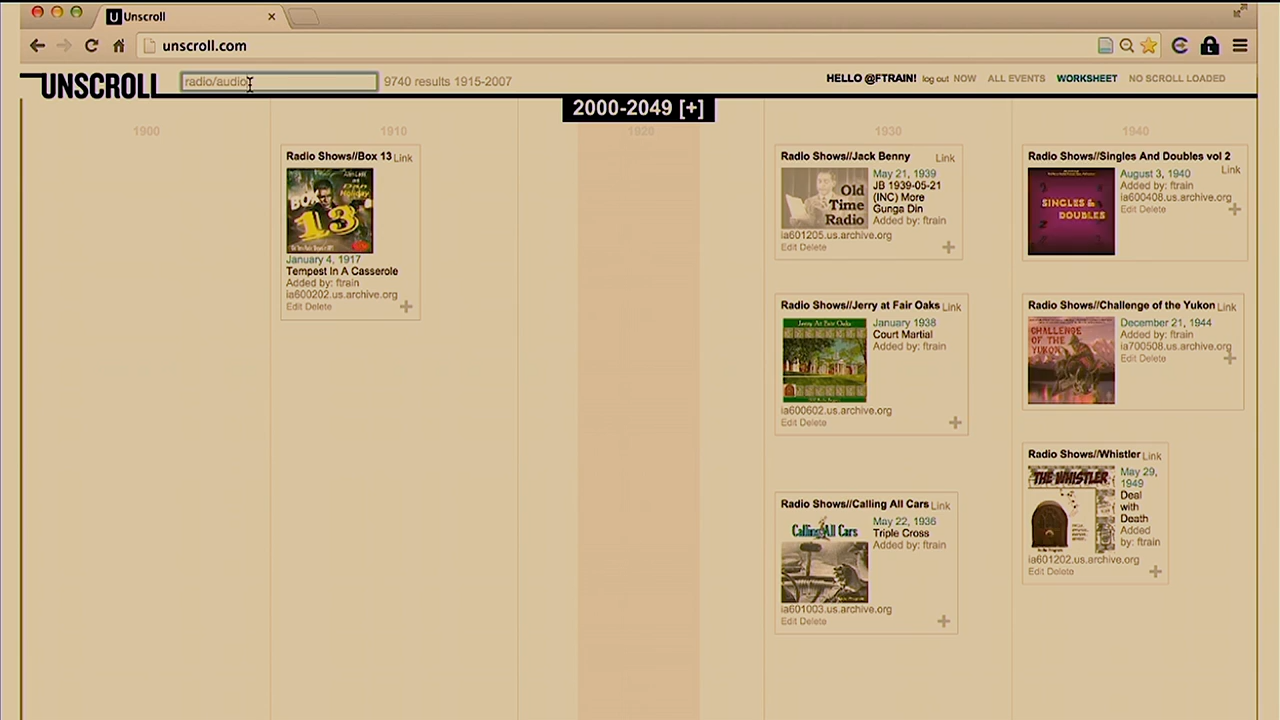 Unscroll
unscroll.com
UNSCROLL
radio/audio
9740 results 1915-2007
HELLO @FTRAIN! log out NOW ALL EVENTS WORKSHEET NO SCROLL LOADED
2000-2049 [+]
1900
1910
1920
1930
1940
Radio Shows//Box 13 Link
BOX
13
January 4, 1917
Tempest In A Casserole
Added by: ftrain
ia600202.us.archive.org
Edit Delete
Radio Shows//Jack Benny Link
Old
Time
Radio
May 21, 1939
JB 1939-05-21
(INC) More
Gunga Din
Added by: ftrain
ia601205.us.archive.org
Edit Delete
Radio Shows//Jerry at Fair Oaks Link
Jerry At Fair Oaks
January 1938
Court Martial
Added by: ftrain
ia600602.us.archive.org
Edit Delete
Radio Shows//Calling All Cars Link
Calling All Cars
May 22, 1936
Triple Cross
Added by: ftrain
ia601003.us.archive.org
Edit Delete
Radio Shows//Singles And Doubles vol 2
Link
SINGLES &
DOUBLES
August 3, 1940
Added by: ftrain
ia600408.us.archive.org
Edit Delete
Radio Shows//Challenge of the Yukon Link
CHALLENGE
OF THE
YUKON
December 21, 1944
Added by: ftrain
ia700508.us.archive.org
Edit Delete
Radio Shows//Whistler Link
THE WHISTLER
May 29,
1949
Deal
with
Death
Added
by: ftrain
ia601202.us.archive.org
Edit Delete